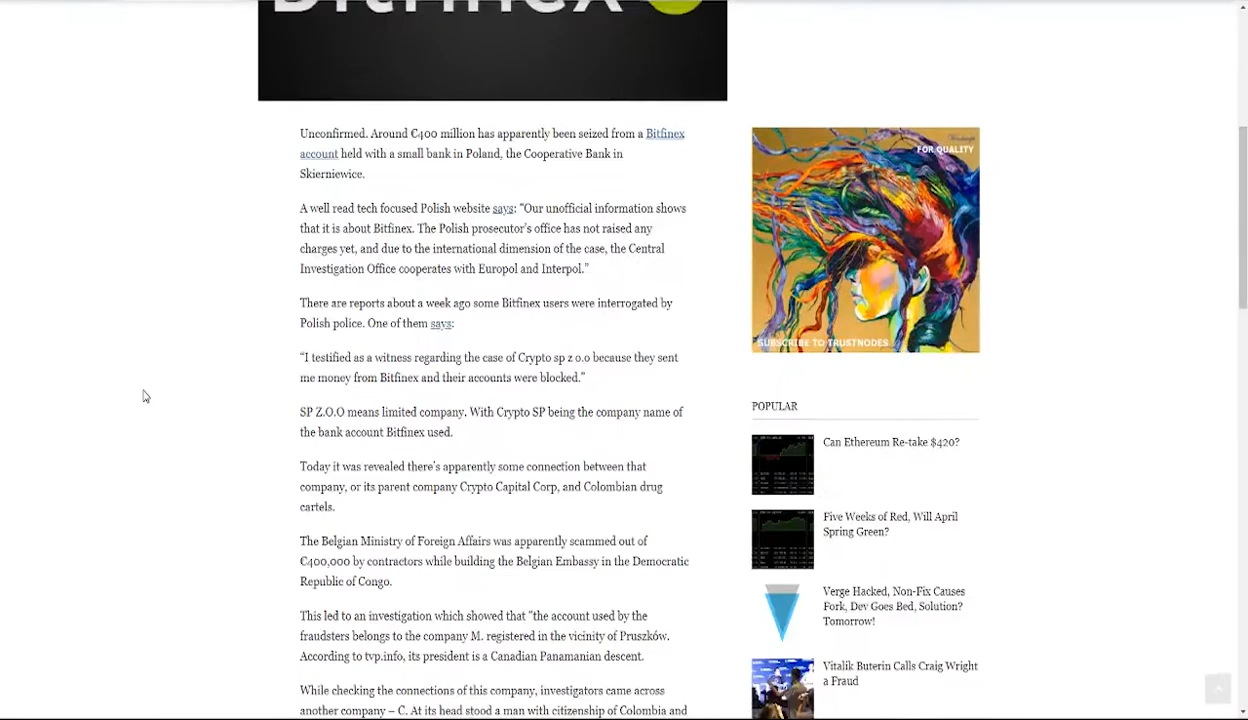 Bitfinex
Unconfirmed. Around €400 million has apparently been seized from a Bitfinex
account held with a small bank in Poland, the Cooperative Bank in
Skierniewice.
A well read tech focused Polish website says: “Our unofficial information shows
that it is about Bitfinex. The Polish prosecutor’s office has not raised any
charges yet, and due to the international dimension of the case, the Central
Investigation Office cooperates with Europol and Interpol.”
There are reports about a week ago some Bitfinex users were interrogated by
Polish police. One of them says:
“I testified as a witness regarding the case of Crypto sp z o.o because they sent
me money from Bitfinex and their accounts were blocked.”
SP Z.O.O means limited company. With Crypto SP being the company name of
the bank account Bitfinex used.
Today it was revealed there’s apparently some connection between that
company, or its parent company Crypto Capital Corp, and Colombian drug
cartels.
The Belgian Ministry of Foreign Affairs was apparently scammed out of
€400,000 by contractors while building the Belgian Embassy in the Democratic
Republic of Congo.
This led to an investigation which showed that “the account used by the
fraudsters belongs to the company M. registered in the vicinity of Pruszków.
According to tvp.info, its president is a Canadian Panamanian descent.
While checking the connections of this company, investigators came across
another company – C. At its head stood a man with citizenship of Colombia and
FOR QUALITY
SUBSCRIBE TO TRUSTNODES
POPULAR
Can Ethereum Re-take $420?
Five Weeks of Red, Will April
Spring Green?
Verge Hacked, Non-Fix Causes
Fork, Dev Goes Bed, Solution?
Tomorrow!
Vitalik Buterin Calls Craig Wright
a Fraud